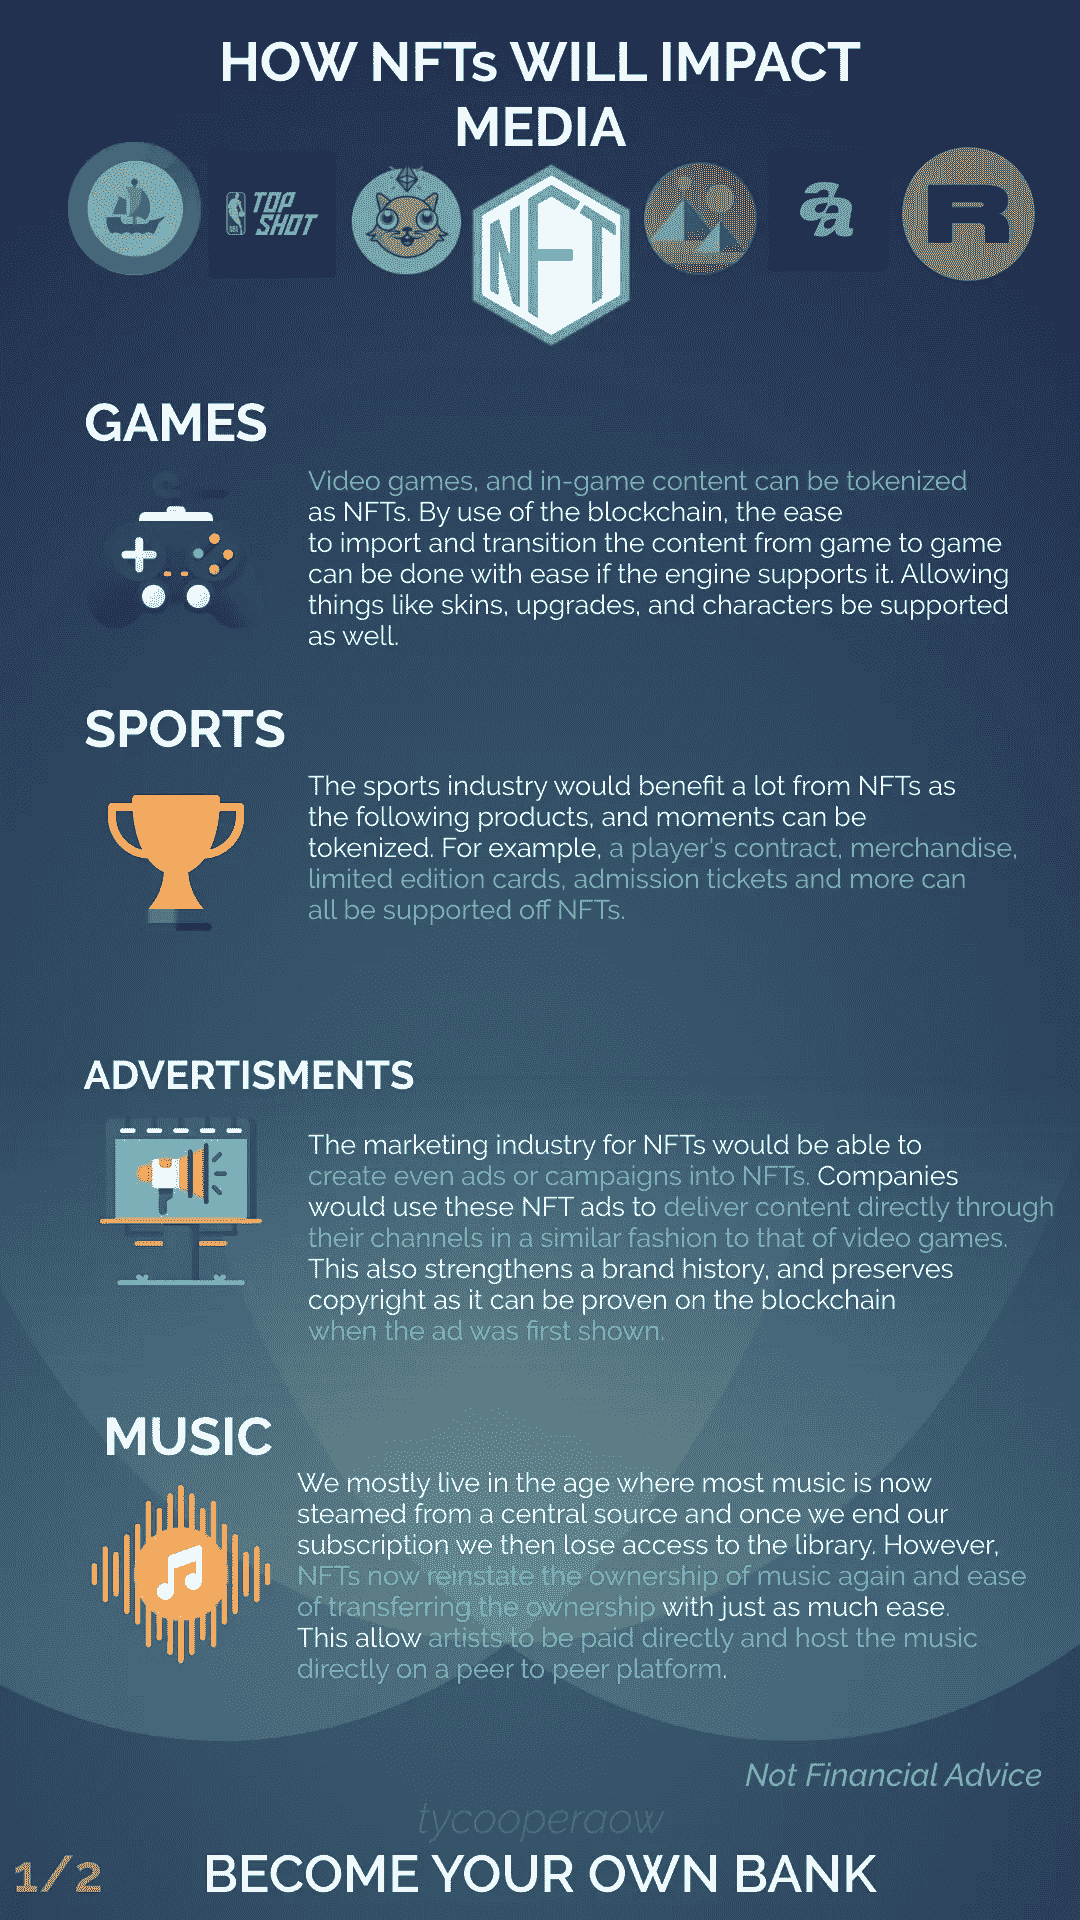 HOW NFTs WILL IMPACT
MEDIA
TOP
SHOT
NFT
a
a
R
GAMES
Video games, and in-game content can be tokenized
as NFTs. By use of the blockchain, the ease
to import and transition the content from game to game
can be done with ease if the engine supports it. Allowing
things like skins, upgrades, and characters be supported
as well.
SPORTS
The sports industry would benefit a lot from NFTs as
the following products, and moments can be
tokenized. For example, a player's contract, merchandise,
limited edition cards, admission tickets and more can
all be supported off NFTs.
ADVERTISMENTS
The marketing industry for NFTs would be able to
create even ads or campaigns into NFTs. Companies
would use these NFT ads to deliver content directly through
their channels in a similar fashion to that of video games.
This also strengthens a brand history, and preserves
copyright as it can be proven on the blockchain
when the ad was first shown.
MUSIC
We mostly live in the age where most music is now
steamed from a central source and once we end our
subscription we then lose access to the library. However,
NFTs now reinstate the ownership of music again and ease
of transferring the ownership with just as much ease.
This allow artists to be paid directly and host the music
directly on a peer to peer platform.
Not Financial Advice
tycooperaow
1/2
BECOME YOUR OWN BANK